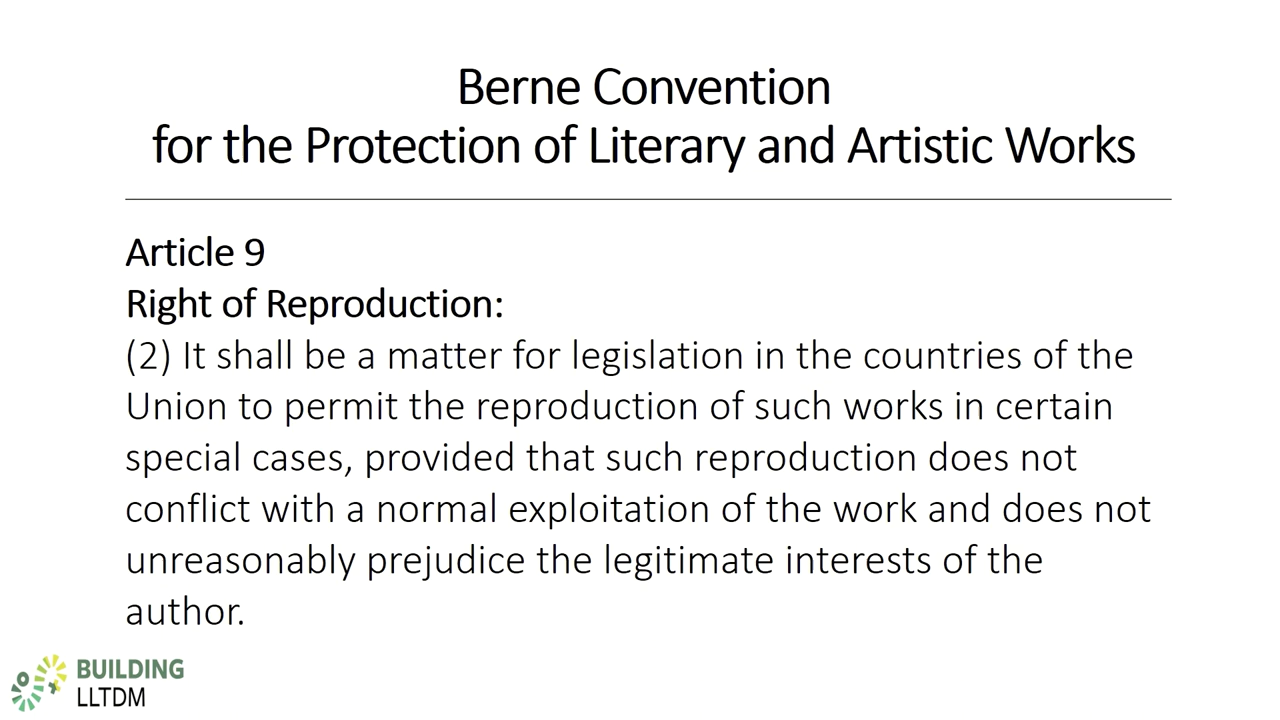 Berne Convention
for the Protection of Literary and Artistic Works
Article 9
Right of Reproduction:
(2) It shall be a matter for legislation in the countries of the
Union to permit the reproduction of such works in certain
special cases, provided that such reproduction does not
conflict with a normal exploitation of the work and does not
unreasonably prejudice the legitimate interests of the
author.
BUILDING
LLTDM